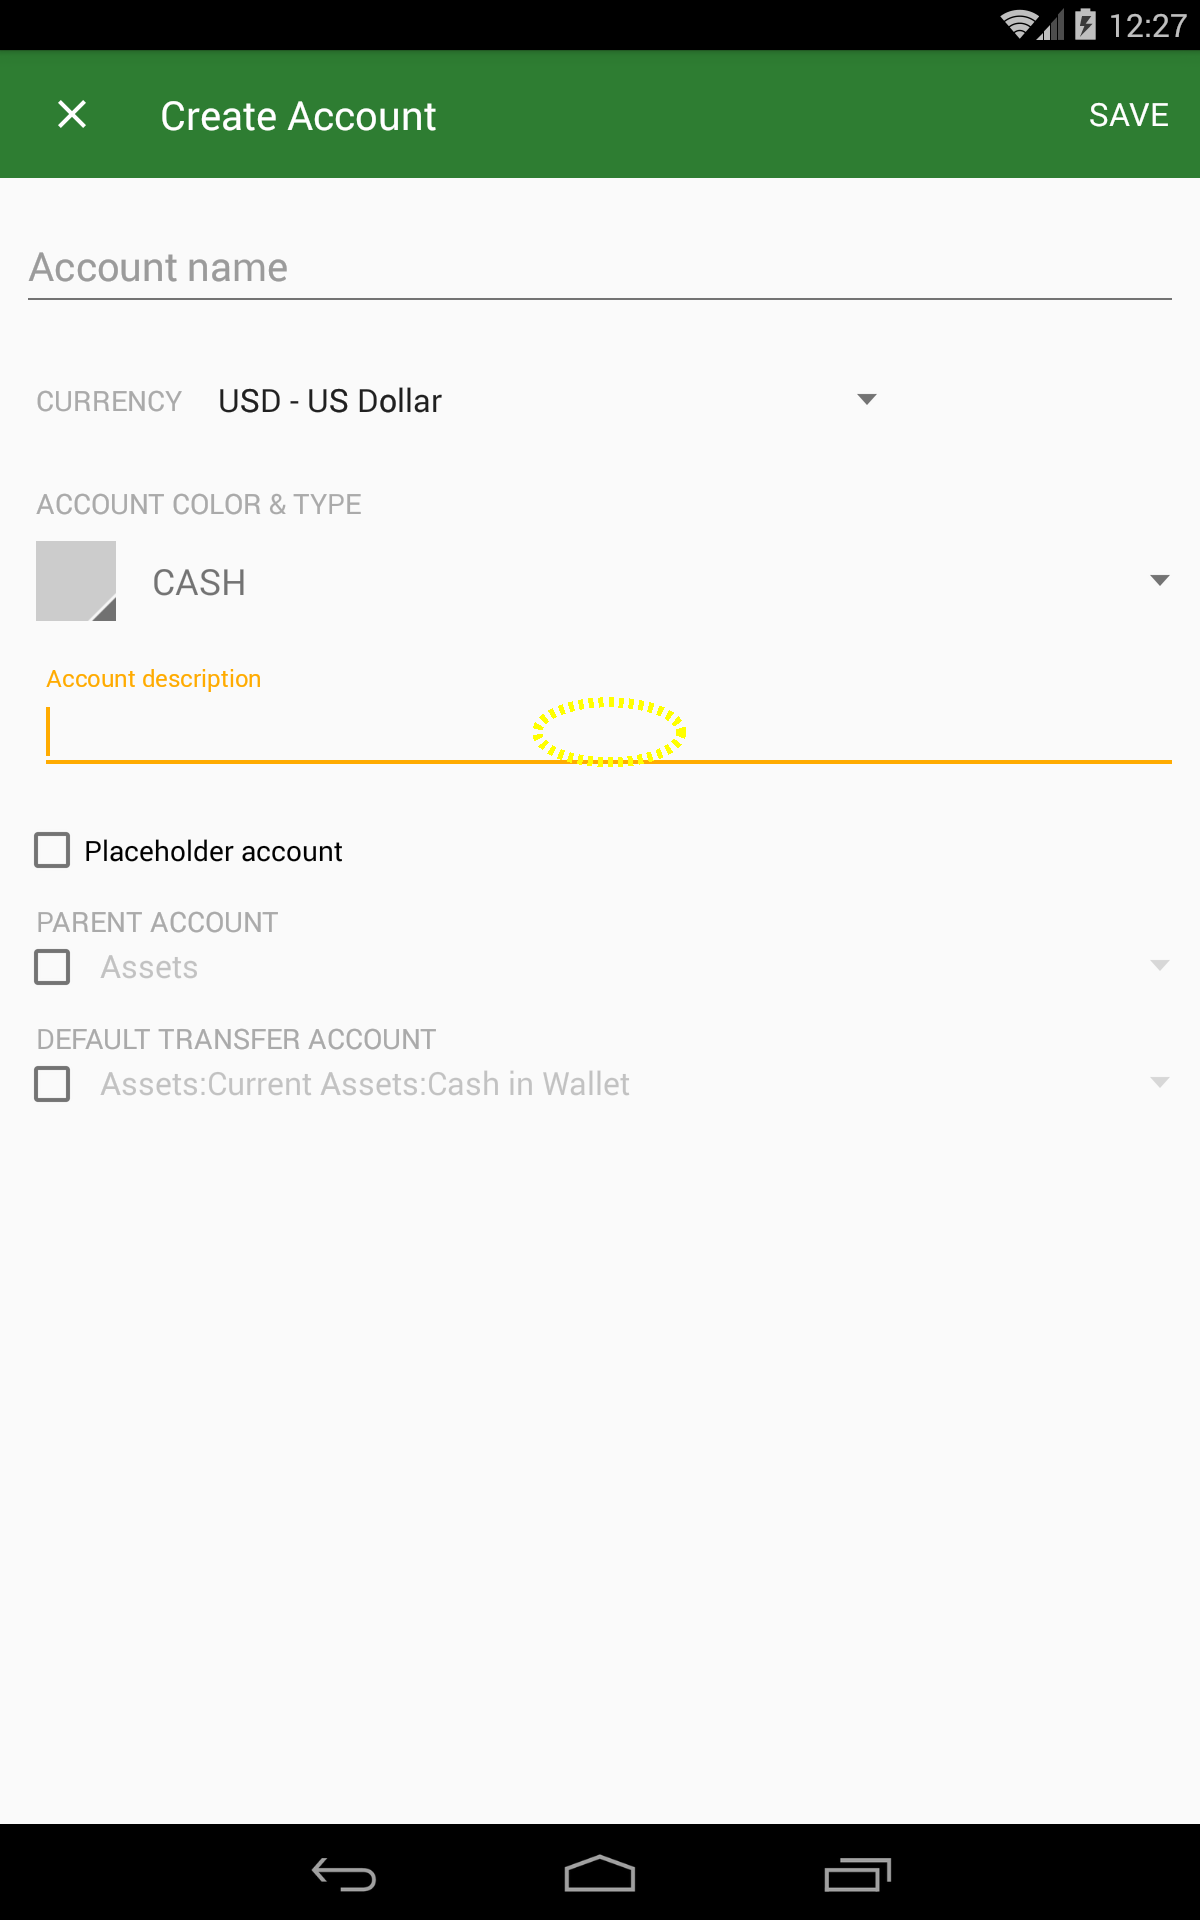 12:27
Create Account
SAVE
Account name
CURRENCY USD - US Dollar
ACCOUNT COLOR & TYPE
CASH
Account description
Placeholder account
PARENT ACCOUNT
Assets
DEFAULT TRANSFER ACCOUNT
Assets:Current Assets:Cash in Wallet